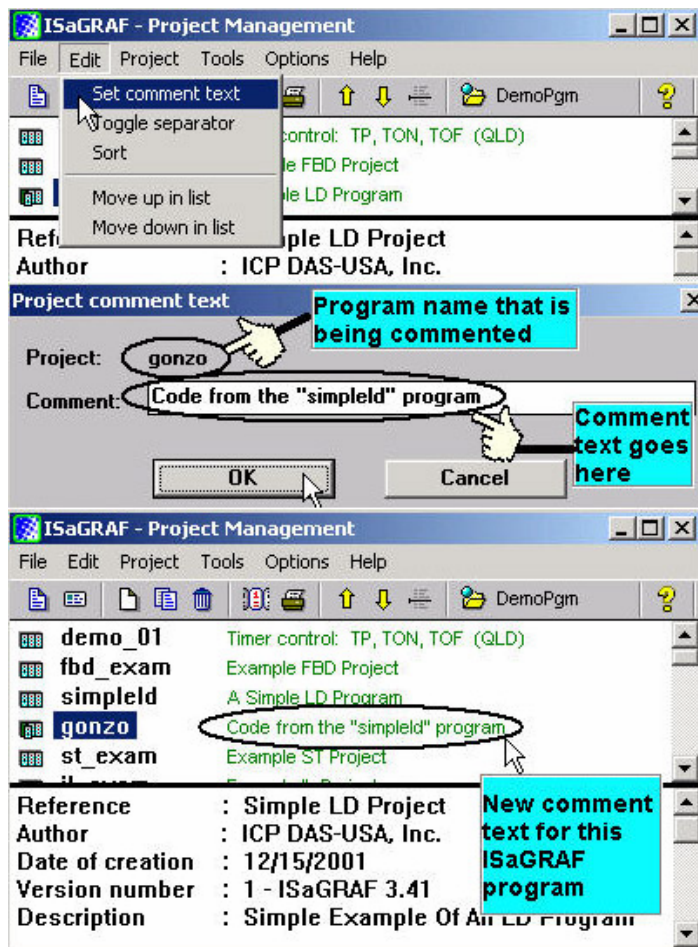 ISaGRAF - Project Management
File Edit Project Tools Options Help
Set comment text
DemoPgm
Toggle separator
control: TP, TON, TOF (QLD)
Sort
le FBD Project
ple LD Program
Move up in list
Move down in list
Ref
ple LD Project
Author : ICP DAS-USA, Inc.
Project comment text
Program name that is
being commented
Project: gonzo
Comment: Code from the "simpleld" program
Comment
text goes
here
OK Cancel
ISaGRAF - Project Management
File Edit Project Tools Options Help
DemoPgm
demo_01 Timer control: TP, TON, TOF (QLD)
fbd_exam Example FBD Project
simpleld A Simple LD Program
gonzo Code from the "simpleld" program
st_exam Example ST Project
Reference : Simple LD Project
Author : ICP DAS-USA, Inc.
Date of creation : 12/15/2001
Version number : 1 - ISaGRAF 3.41
Description : Simple Example Of An LD Program
New comment
text for this
ISaGRAF
program